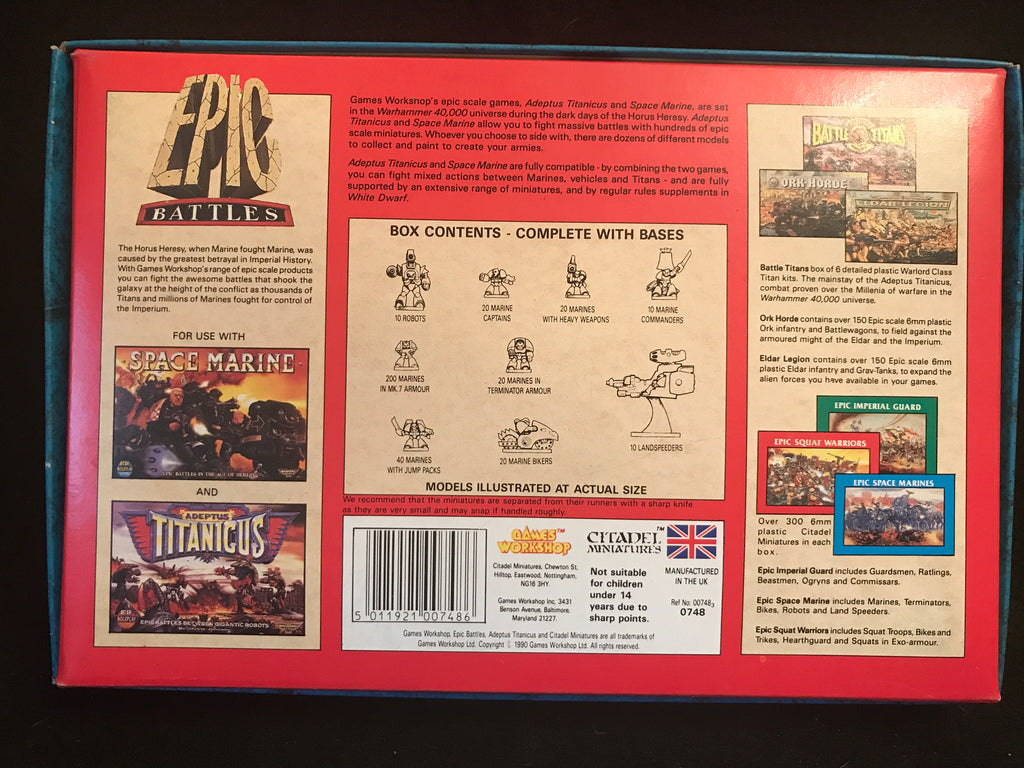 EPIC
BATTLES
The Horus Heresy, when Marine fought Marine, was
caused by the greatest betrayal in Imperial History.
With Games Workshop's range of epic scale products
you can fight the awesome battles that shook the
galaxy at the height of the conflict as thousands of
Titans and millions of Marines fought for control of
the Imperium.
FOR USE WITH
SPACE MARINE
EPIC BATTLES IN THE AGE OF HERESY
AND
ADEPTUS
TITANICUS
EPIC BATTLES BETWEEN GIGANTIC ROBOTS
Games Workshop's epic scale games, Adeptus Titanicus and Space Marine, are set
in the Warhammer 40,000 universe during the dark days of the Horus Heresy. Adeptus
Titanicus and Space Marine allow you to fight massive battles with hundreds of epic
scale miniatures. Whoever you choose to side with, there are dozens of different models
to collect and paint to create your armies.
Adeptus Titanicus and Space Marine are fully compatible - by combining the two games,
you can fight mixed actions between Marines, vehicles and Titans - and are fully
supported by an extensive range of miniatures, and by regular rules supplements in
White Dwarf.
BOX CONTENTS - COMPLETE WITH BASES
10 ROBOTS
20 MARINE
CAPTAINS
20 MARINES
WITH HEAVY WEAPONS
10 MARINE
COMMANDERS
200 MARINES
IN MK.7 ARMOUR
20 MARINES IN
TERMINATOR ARMOUR
40 MARINES
WITH JUMP PACKS
20 MARINE BIKERS
10 LANDSPEEDERS
MODELS ILLUSTRATED AT ACTUAL SIZE
We recommend that the miniatures are separated from their runners with a sharp knife
as they are very small and may snap if handled roughly.
5 011921 007486
GAMES
WORKSHOP™
Citadel Miniatures, Chewton St,
Hilltop, Eastwood, Nottingham,
NG16 3HY.
Games Workshop Inc. 3431
Benson Avenue, Baltimore,
Maryland 21227.
CITADEL™
MINIATURES
Not suitable
for children
under 14
years due to
sharp points.
MANUFACTURED
IN THE UK
Ref No: 00748₃
0748
Games Workshop, Epic Battles, Adeptus Titanicus and Citadel Miniatures are all trademarks of
Games Workshop Ltd. Copyright © 1990 Games Workshop Ltd. All rights reserved.
BATTLE TITANS
ORK HORDE
ELDAR LEGION
Battle Titans box of 6 detailed plastic Warlord Class
Titan kits. The mainstay of the Adeptus Titanicus,
combat proven over the Millenia of warfare in the
Warhammer 40,000 universe.
Ork Horde contains over 150 Epic scale 6mm plastic
Ork infantry and Battlewagons, to field against the
armoured might of the Eldar and the Imperium.
Eldar Legion contains over 150 Epic scale 6mm
plastic Eldar infantry and Grav-Tanks, to expand the
alien forces you have available in your games.
EPIC IMPERIAL GUARD
EPIC SQUAT WARRIORS
EPIC SPACE MARINES
Over 300 6mm
plastic Citadel
Miniatures in each
box.
Epic Imperial Guard includes Guardsmen, Ratlings,
Beastmen, Ogryns and Commissars.
Epic Space Marine includes Marines, Terminators,
Bikes, Robots and Land Speeders.
Epic Squat Warriors includes Squat Troops, Bikes and
Trikes, Hearthguard and Squats in Exo-armour.